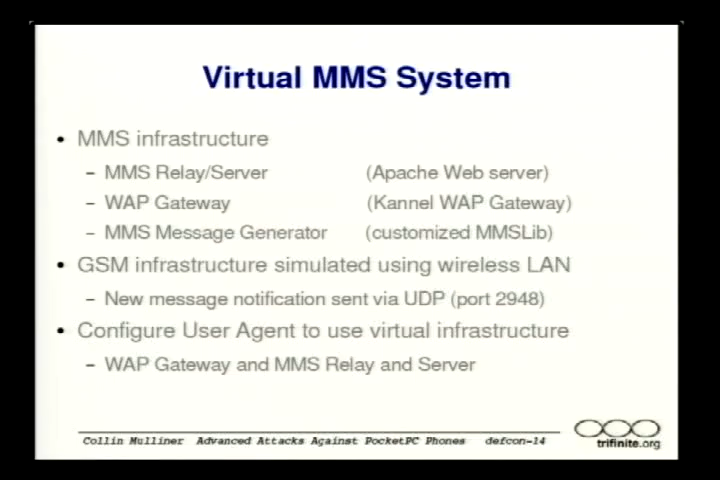 Virtual MMS System
• MMS infrastructure
– MMS Relay/Server (Apache Web server)
– WAP Gateway (Kannel WAP Gateway)
– MMS Message Generator (customized MMSLib)
• GSM infrastructure simulated using wireless LAN
– New message notification sent via UDP (port 2948)
• Configure User Agent to use virtual infrastructure
– WAP Gateway and MMS Relay and Server
Collin Mulliner Advanced Attacks Against PocketPC Phones defcon-14
trifinite.org